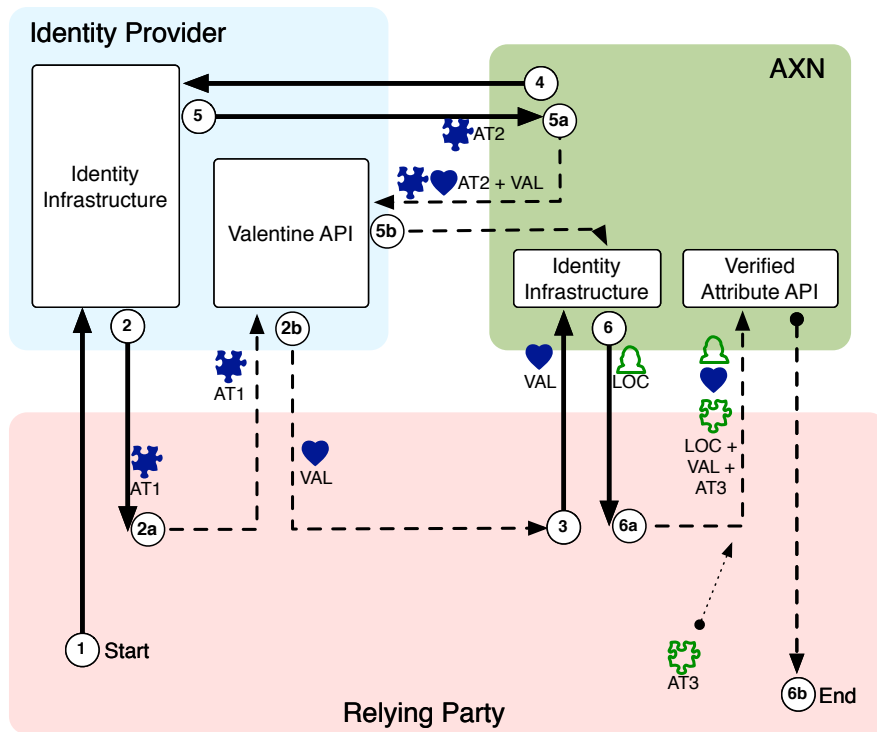 Identity Provider
AXN
4
5
5a
AT2
Identity
Infrastructure
AT2 + VAL
Valentine API
5b
Identity
Infrastructure
Verified
Attribute API
2
2b
6
VAL
LOC
AT1
LOC +
VAL +
AT3
AT1
VAL
2a
3
6a
1
Start
AT3
6b
End
Relying Party